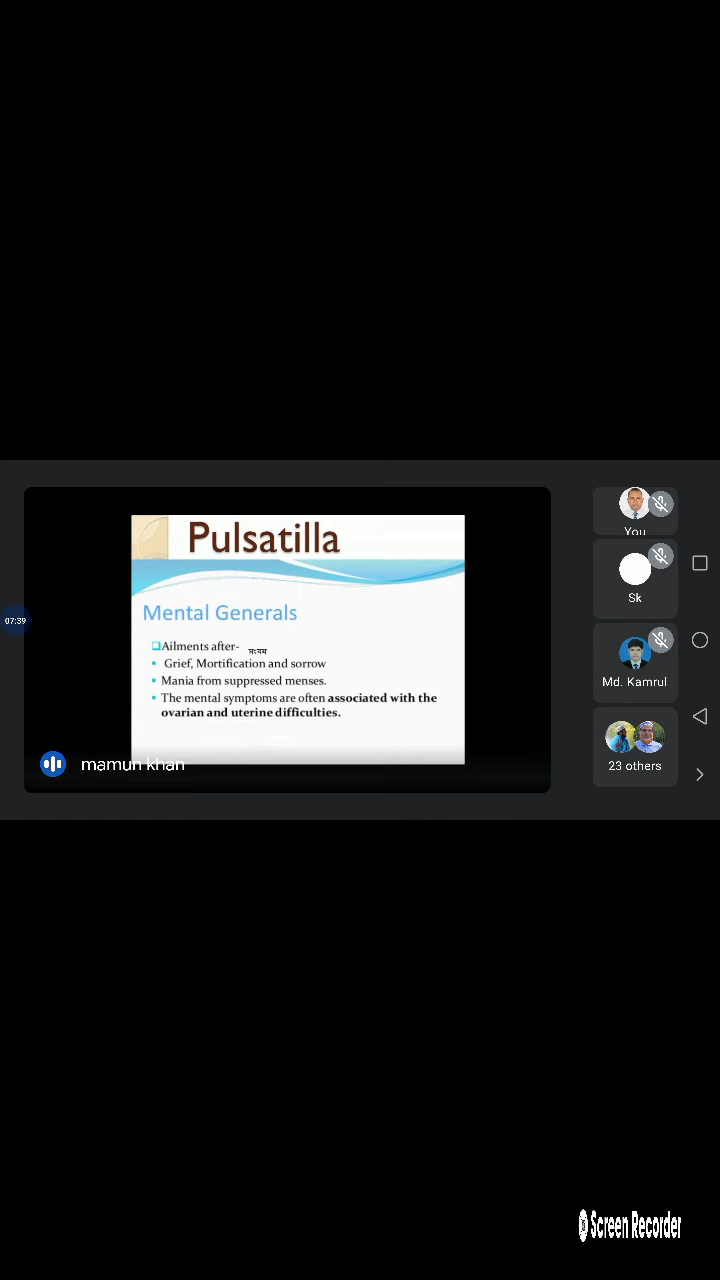 Pulsatilla
Mental Generals
Ailments after- সংযম
Grief, Mortification and sorrow
Mania from suppressed menses.
The mental symptoms are often associated with the
ovarian and uterine difficulties.
mamun khan
07:39
You
Sk
Md. Kamrul
23 others
Screen Recorder